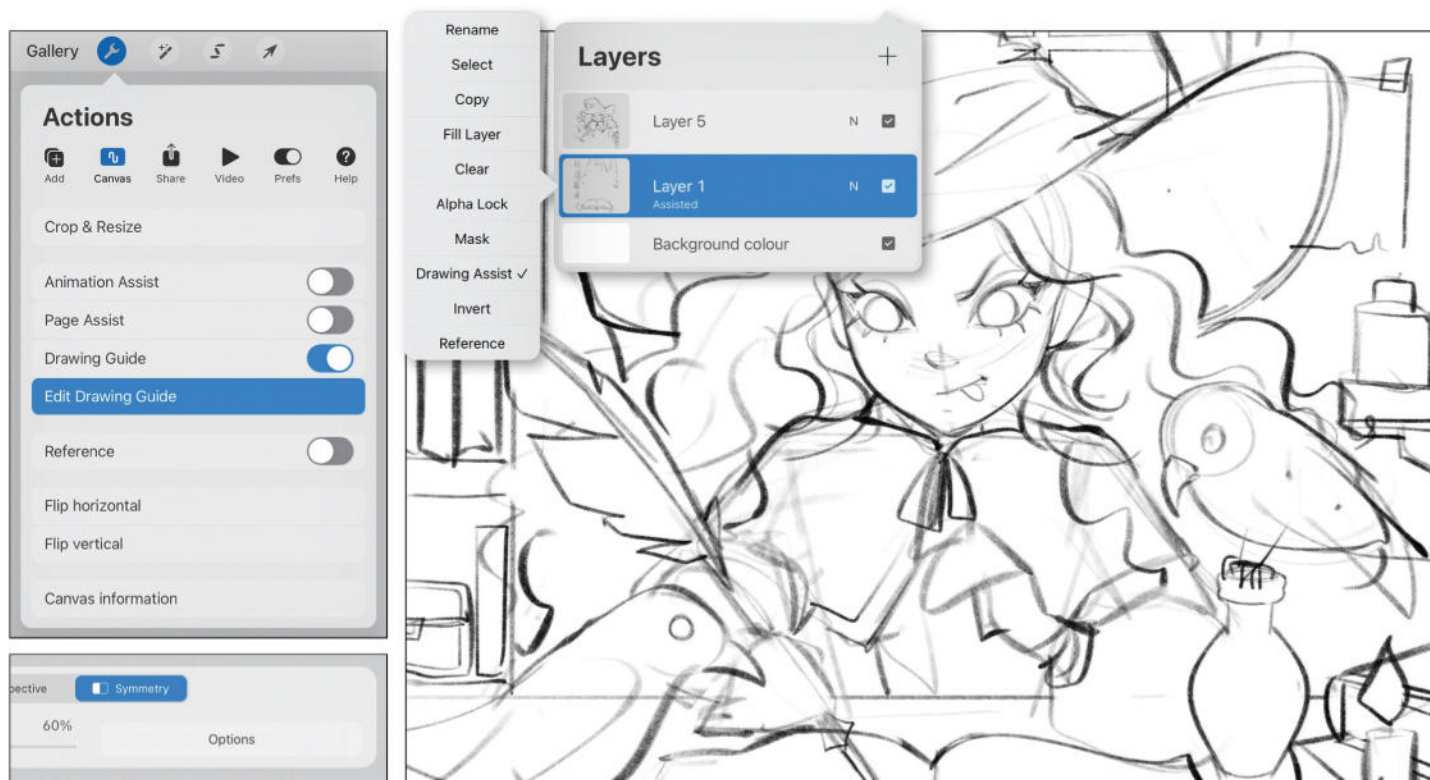 Gallery
Actions
Add Canvas Share Video Prefs Help
Crop & Resize
Animation Assist
Page Assist
Drawing Guide
Edit Drawing Guide
Reference
Flip horizontal
Flip vertical
Canvas information
Symmetry
60%
Options
Rename
Select
Copy
Fill Layer
Clear
Alpha Lock
Mask
Drawing Assist ✓
Invert
Reference
Layers
Layer 5 N
Layer 1 N
Assisted
Background colour